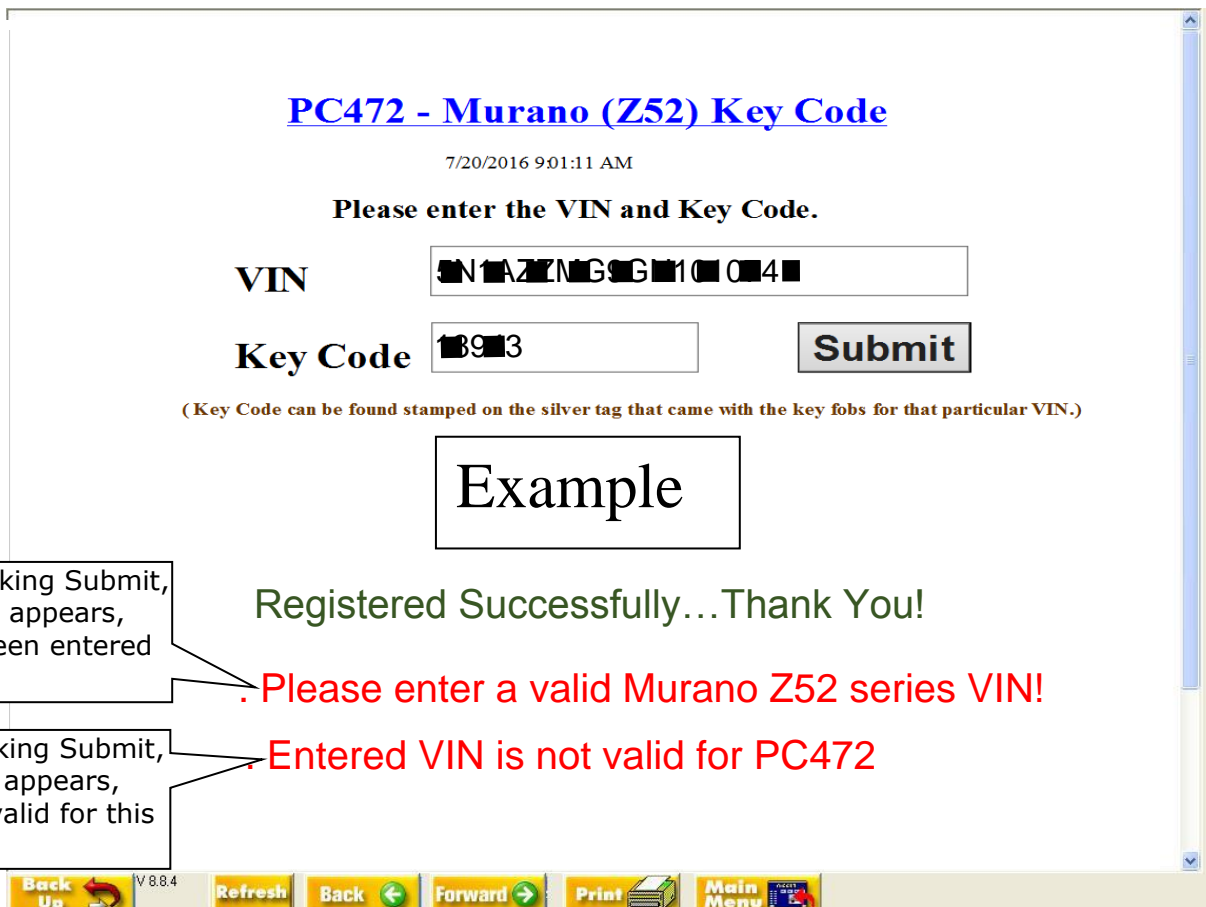 PC472 - Murano (Z52) Key Code
7/20/2016 9:01:11 AM
Please enter the VIN and Key Code.
VIN
Key Code
Submit
( Key Code can be found stamped on the silver tag that came with the key fobs for that particular VIN.)
Example
king Submit,
appears,
een entered
Registered Successfully…Thank You!
. Please enter a valid Murano Z52 series VIN!
king Submit,
appears,
valid for this
. Entered VIN is not valid for PC472
Back Up
V 8.8.4
Refresh
Back
Forward
Print
Main Menu